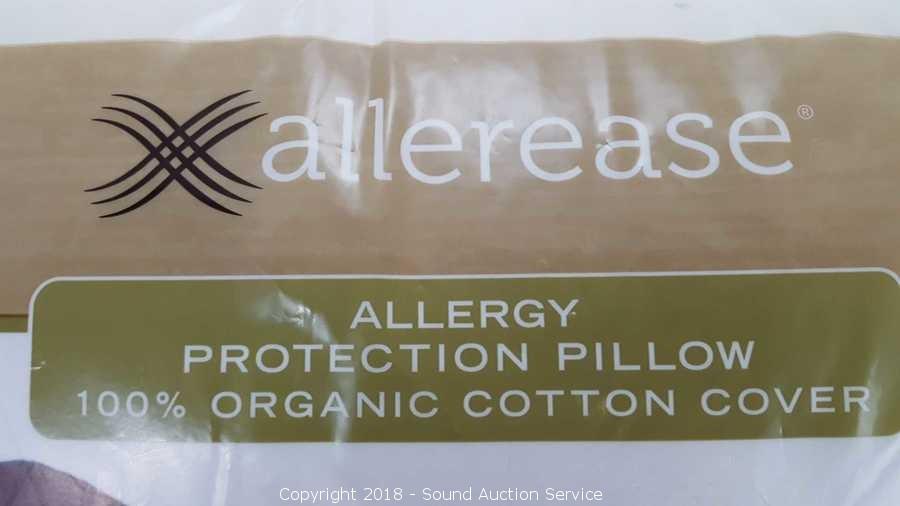 allerease®
ALLERGY
PROTECTION PILLOW
100% ORGANIC COTTON COVER
Copyright 2018 - Sound Auction Service